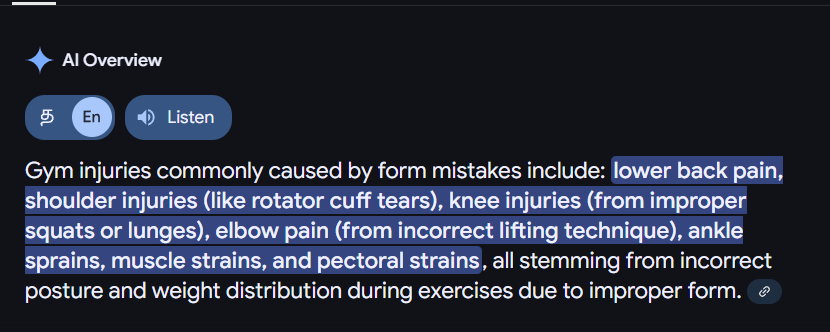 AI Overview
த En Listen
Gym injuries commonly caused by form mistakes include: lower back pain,
shoulder injuries (like rotator cuff tears), knee injuries (from improper
squats or lunges), elbow pain (from incorrect lifting technique), ankle
sprains, muscle strains, and pectoral strains, all stemming from incorrect
posture and weight distribution during exercises due to improper form.